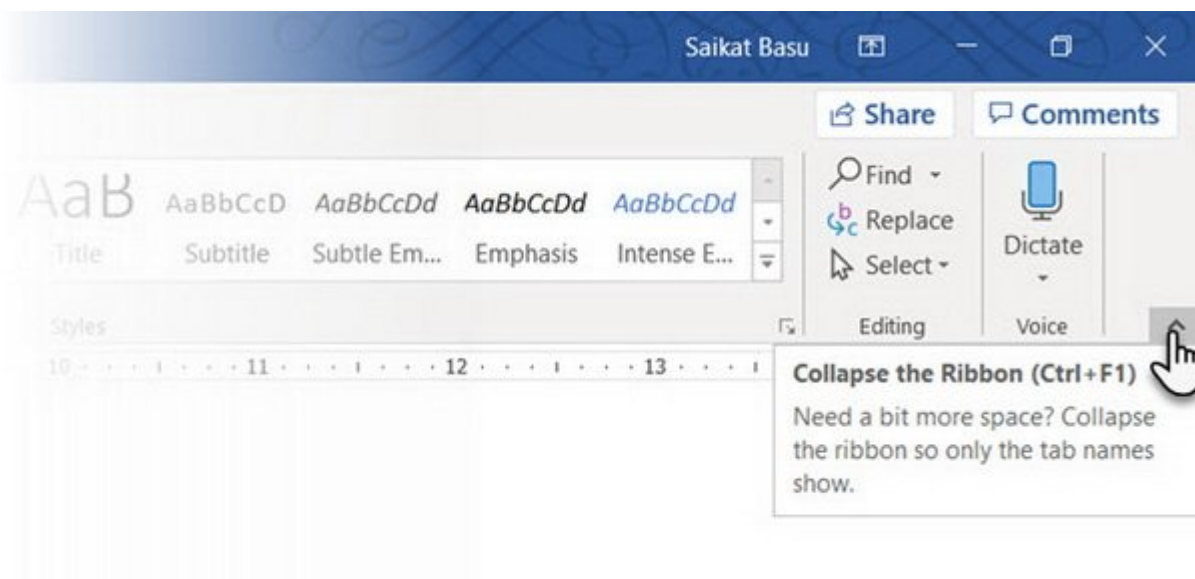 Saikat Basu
Share Comments
AaB AaBbCcD AaBbCcDd AaBbCcDd AaBbCcDd
Title Subtitle Subtle Em... Emphasis Intense E...
Find
Replace
Select
Dictate
Styles Editing Voice
10 11 12 13
Collapse the Ribbon (Ctrl+F1)
Need a bit more space? Collapse
the ribbon so only the tab names
show.